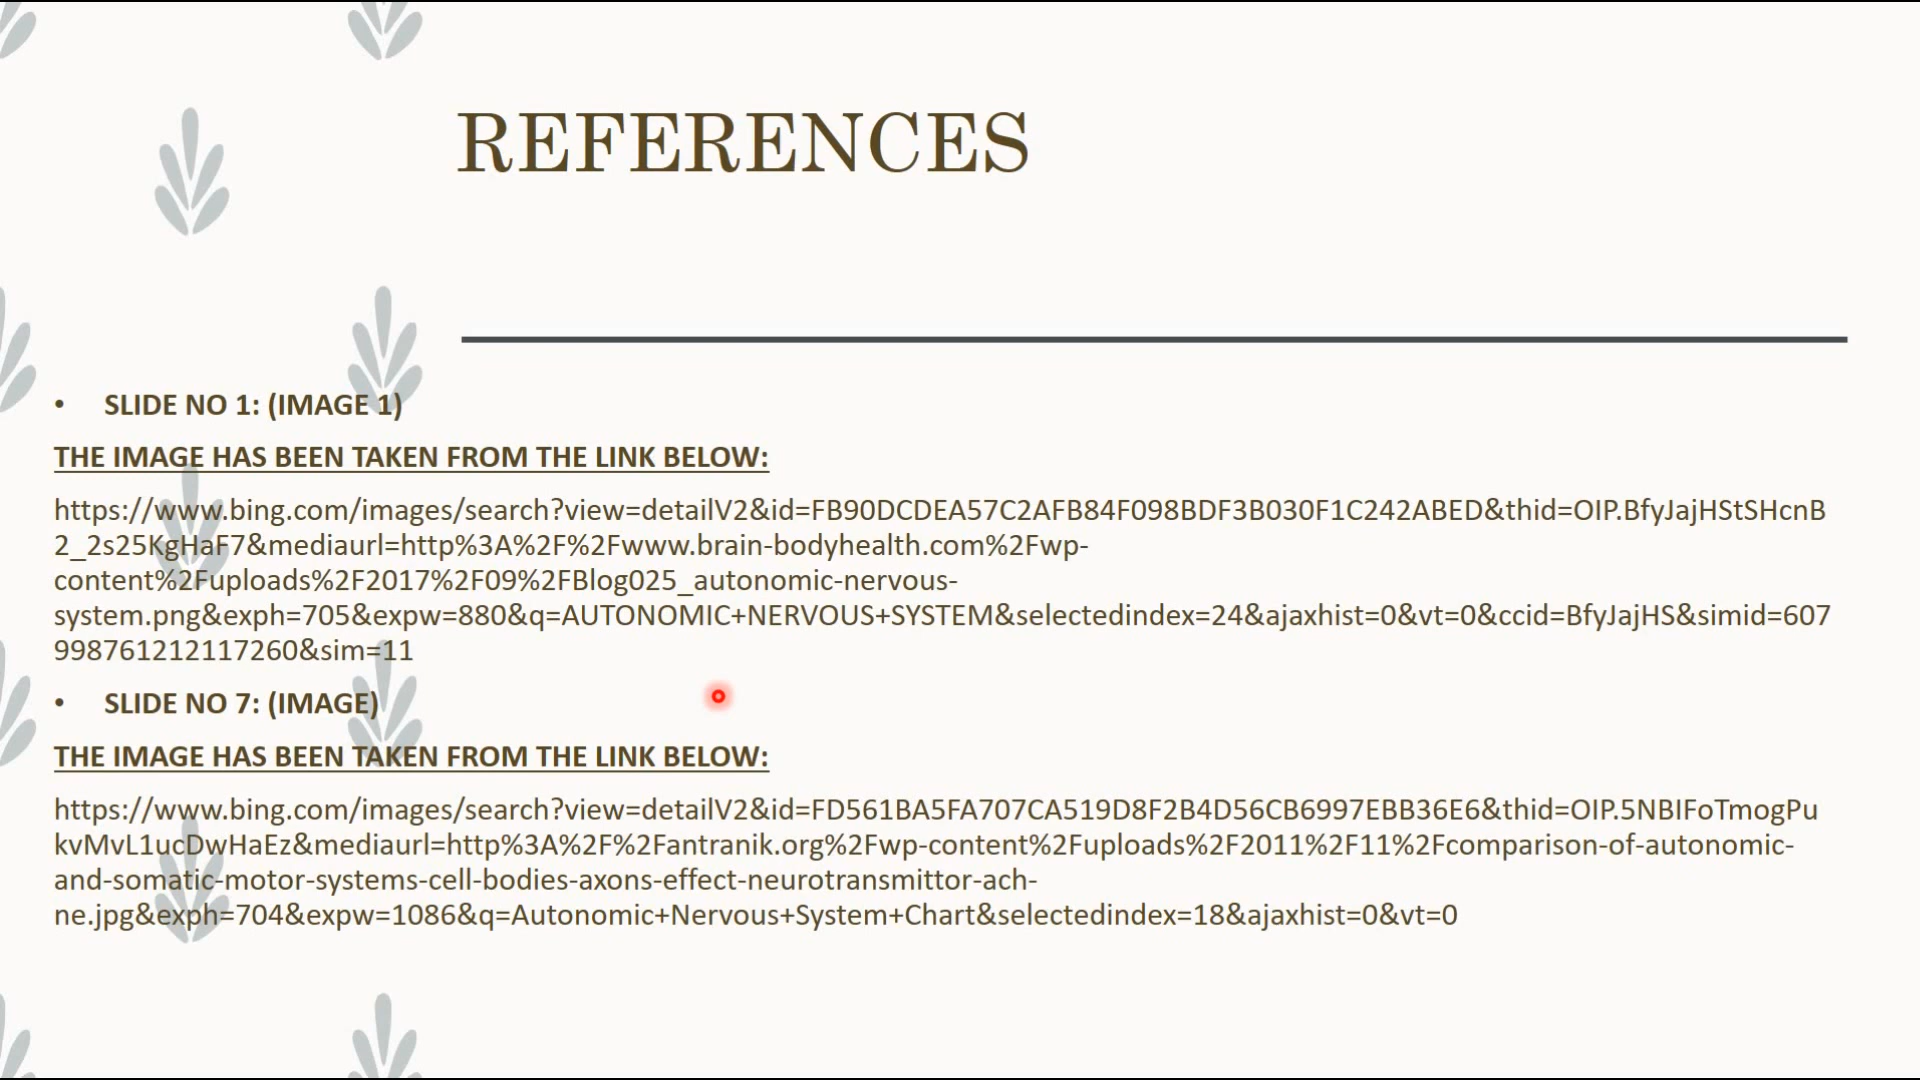 REFERENCES
• SLIDE NO 1: (IMAGE 1)
THE IMAGE HAS BEEN TAKEN FROM THE LINK BELOW:
https://www.bing.com/images/search?view=detailV2&id=FB90DCDEA57C2AFB84F098BDF3B030F1C242ABED&thid=OIP.BfyJajHStSHcnB
2_2s25KgHaF7&mediaurl=http%3A%2F%2Fwww.brain-bodyhealth.com%2Fwp-
content%2Fuploads%2F2017%2F09%2FBlog025_autonomic-nervous-
system.png&exph=705&expw=880&q=AUTONOMIC+NERVOUS+SYSTEM&selectedindex=24&ajaxhist=0&vt=0&ccid=BfyJajHS&simid=607
998761212117260&sim=11
• SLIDE NO 7: (IMAGE)
THE IMAGE HAS BEEN TAKEN FROM THE LINK BELOW:
https://www.bing.com/images/search?view=detailV2&id=FD561BA5FA707CA519D8F2B4D56CB6997EBB36E6&thid=OIP.5NBIFoTmogPu
kvMvL1ucDwHaEz&mediaurl=http%3A%2F%2Fantranik.org%2Fwp-content%2Fuploads%2F2011%2F11%2Fcomparison-of-autonomic-
and-somatic-motor-systems-cell-bodies-axons-effect-neurotransmittor-ach-
ne.jpg&exph=704&expw=1086&q=Autonomic+Nervous+System+Chart&selectedindex=18&ajaxhist=0&vt=0